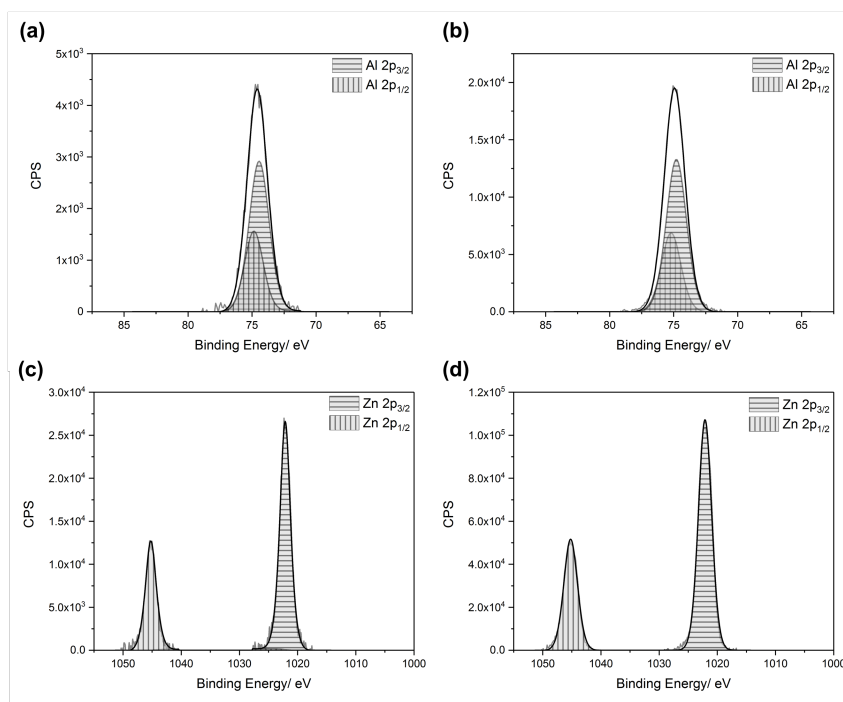 (a)
5x10³
4x10³
3x10³
2x10³
1x10³
0
CPS
85 80 75 70 65
Binding Energy/ eV
Al 2p₃/₂
Al 2p₁/₂
(b)
2.0x10⁴
1.5x10⁴
1.0x10⁴
5.0x10³
0.0
CPS
85 80 75 70 65
Binding Energy/ eV
Al 2p₃/₂
Al 2p₁/₂
(c)
3.0x10⁴
2.5x10⁴
2.0x10⁴
1.5x10⁴
1.0x10⁴
5.0x10³
0.0
CPS
1050 1040 1030 1020 1010 1000
Binding Energy/ eV
Zn 2p₃/₂
Zn 2p₁/₂
(d)
1.2x10⁵
1.0x10⁵
8.0x10⁴
6.0x10⁴
4.0x10⁴
2.0x10⁴
0.0
CPS
1050 1040 1030 1020 1010 1000
Binding Energy/ eV
Zn 2p₃/₂
Zn 2p₁/₂